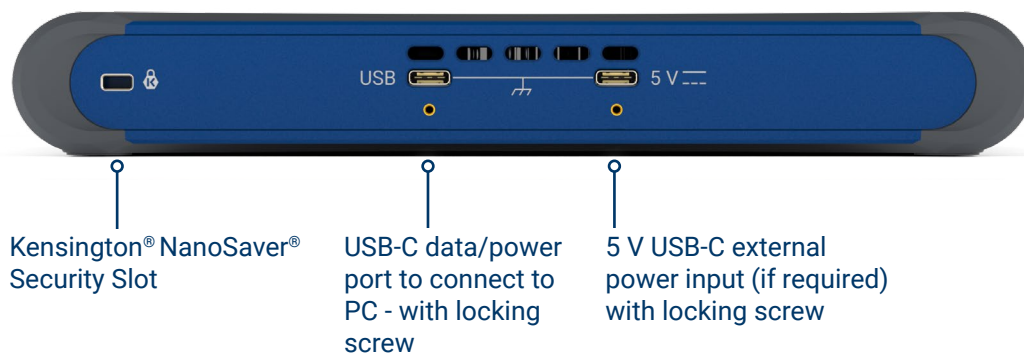 USB
5 V
Kensington® NanoSaver®
Security Slot
USB-C data/power
port to connect to
PC - with locking
screw
5 V USB-C external
power input (if required)
with locking screw